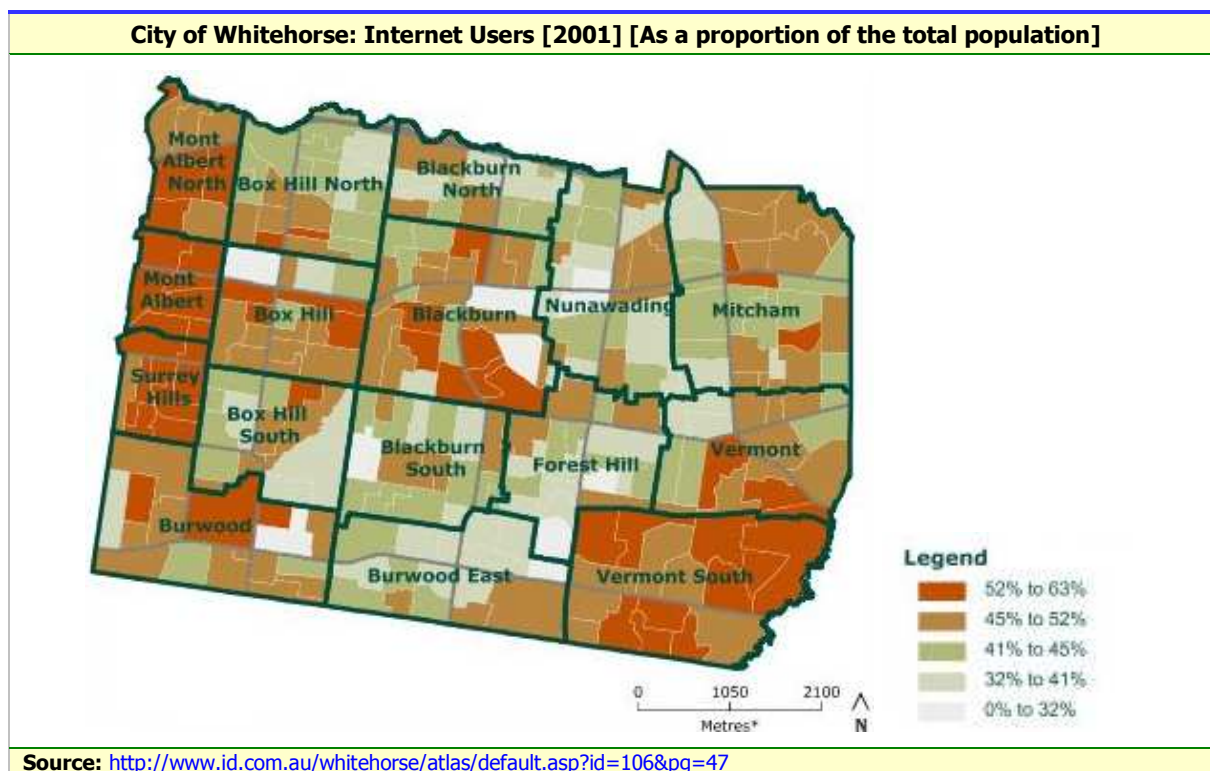 City of Whitehorse: Internet Users [2001] [As a proportion of the total population]
Mont
Albert
North
Box Hill North
Blackburn
North
Mont
Albert
Box Hill
Blackburn
Nunawading
Mitcham
Surrey
Hills
Box Hill
South
Blackburn
South
Forest Hill
Vermont
Burwood
Burwood East
Vermont South
Legend
52% to 63%
45% to 52%
41% to 45%
32% to 41%
0% to 32%
0 1050 2100
Metres*
N
Source: http://www.id.com.au/whitehorse/atlas/default.asp?id=106&pg=47